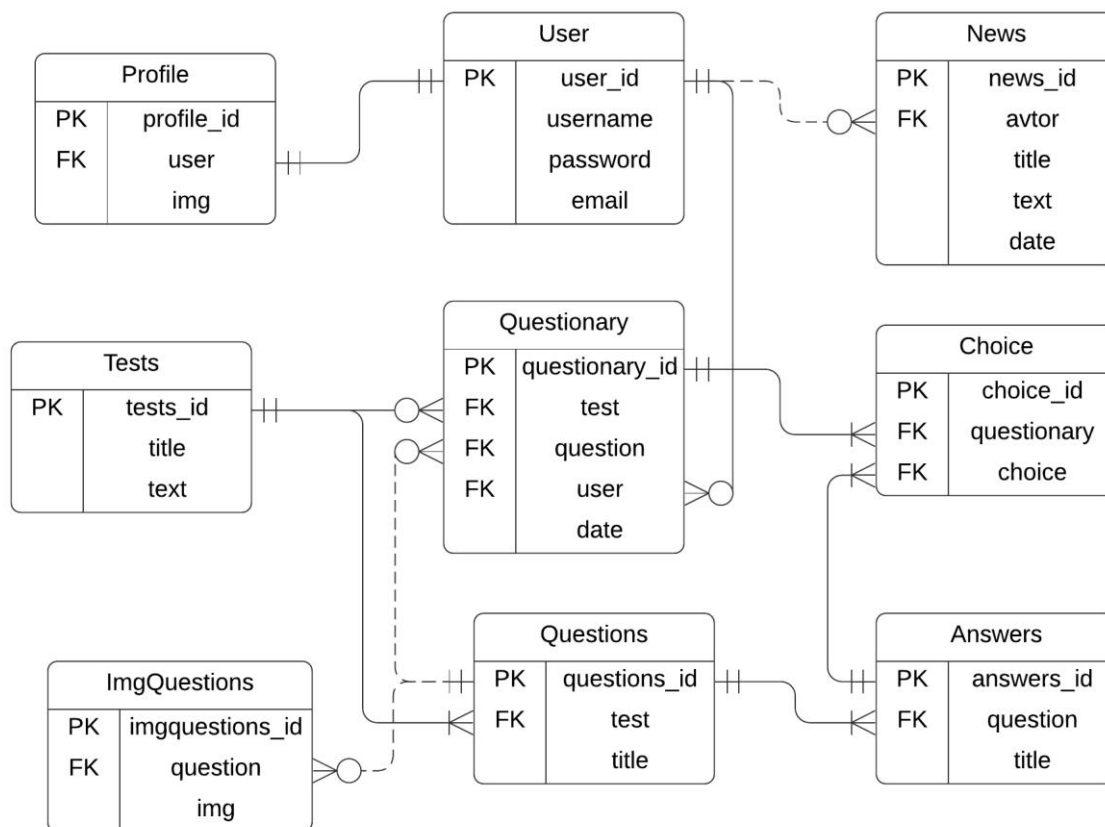 User
PK user_id
username
password
email
News
PK news_id
FK avtor
title
text
date
Profile
PK profile_id
FK user
img
Questionary
PK questionary_id
FK test
FK question
FK user
date
Choice
PK choice_id
FK questionary
FK choice
Tests
PK tests_id
title
text
Questions
PK questions_id
FK test
title
Answers
PK answers_id
FK question
title
ImgQuestions
PK imgquestions_id
FK question
img